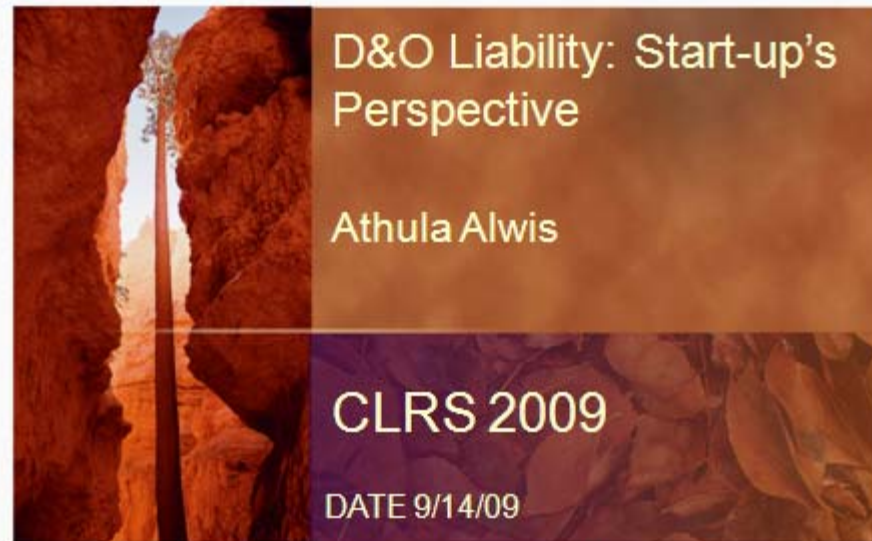 D&O Liability: Start-up's
Perspective
Athula Alwis
CLRS 2009
DATE 9/14/09